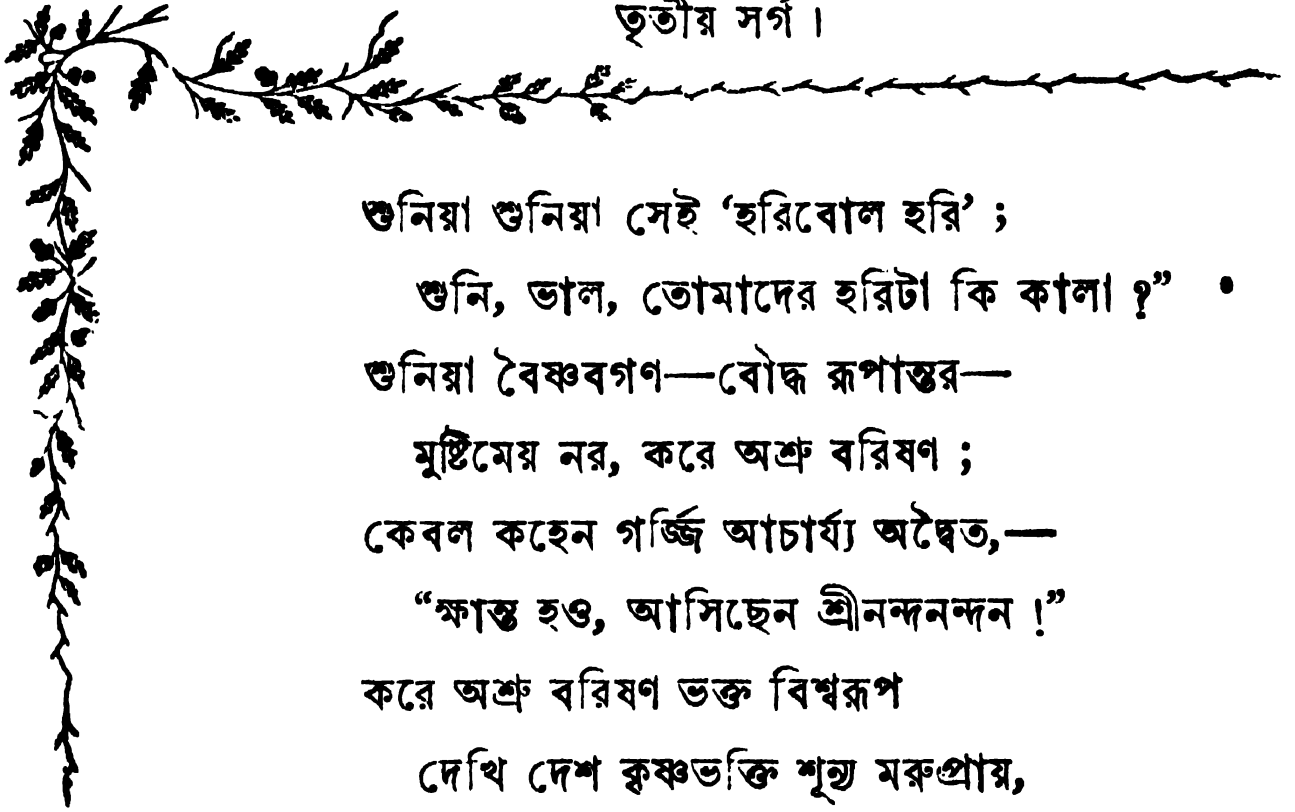 তৃতীয় সর্গ।
শুনিয়া শুনিয়া সেই ‘হরিবোল হরি’ ;
শুনি, ভাল, তোমাদের হরিটা কি কালা ?”
শুনিয়া বৈষ্ণবগণ—বৌদ্ধ রূপান্তর—
মুষ্টিমেয় নর, করে অশ্রু বরিষণ ;
কেবল কহেন গর্জ্জি আচার্য্য অদ্বৈত,—
“ক্ষান্ত হও, আসিছেন শ্রীনন্দনন্দন !”
করে অশ্রু বরিষণ ভক্ত বিশ্বরূপ
দেখি দেশ কৃষ্ণভক্তি শূন্য মরুপ্রায়,